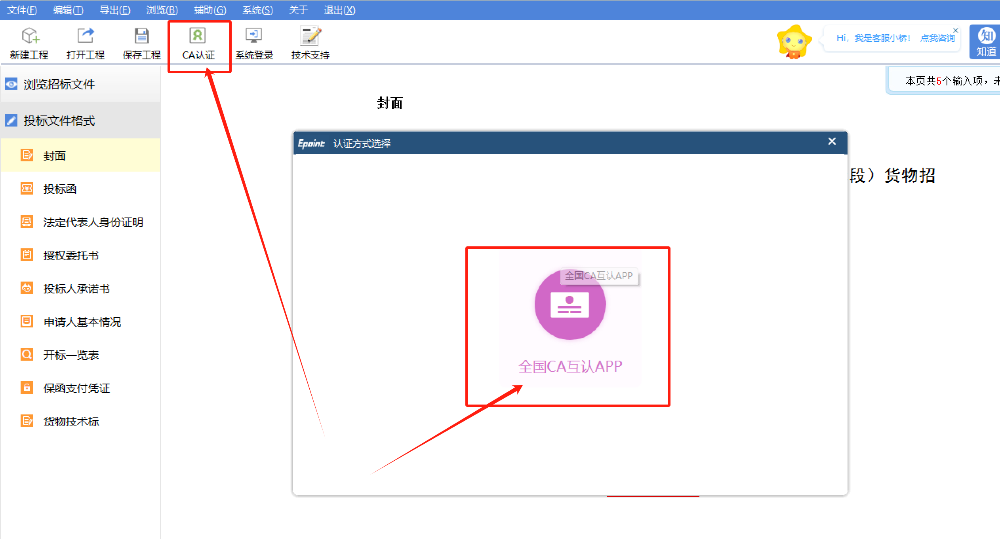 文件(F) 编辑(T) 导出(E) 浏览(B) 辅助(G) 系统(S) 关于 退出(X)
新建工程 打开工程 保存工程 CA认证 系统登录 技术支持
Hi，我是客服小桥！ 点我咨询
知
知道
浏览招标文件
投标文件格式
封面
投标函
法定代表人身份证明
授权委托书
投标人承诺书
申请人基本情况
开标一览表
保函支付凭证
货物技术标
本页共5个输入项，未
封面
段）货物招
Epoint 认证方式选择
全国CA互认APP
全国CA互认APP